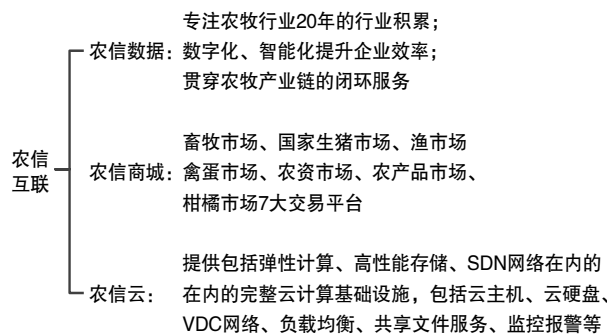 农信
互联
农信数据：
专注农牧行业20年的行业积累；
数字化、智能化提升企业效率；
贯穿农牧产业链的闭环服务
农信商城：
畜牧市场、国家生猪市场、渔市场
禽蛋市场、农资市场、农产品市场、
柑橘市场7大交易平台
农信云：
提供包括弹性计算、高性能存储、SDN网络在内的
在内的完整云计算基础设施，包括云主机、云硬盘、
VDC网络、负载均衡、共享文件服务、监控报警等